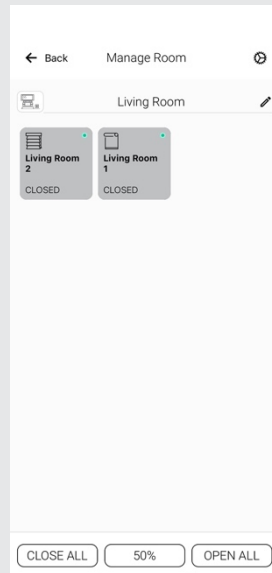 Back Manage Room
Living Room
Living Room
2
CLOSED
Living Room
1
CLOSED
CLOSE ALL 50% OPEN ALL